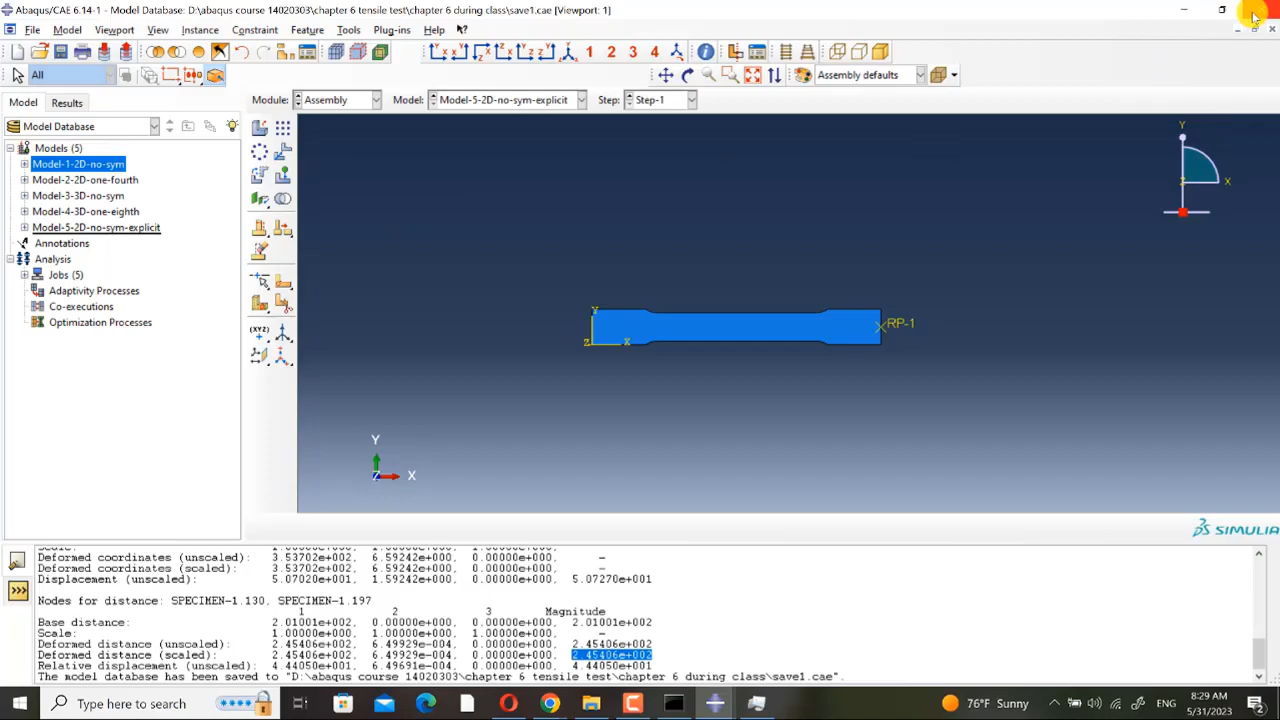 Abaqus/CAE 6.14-1 - Model Database: D:\abaqus course 14020303\chapter 6 tensile test\chapter 6 during class\save1.cae [Viewport: 1]
File Model Viewport View Instance Constraint Feature Tools Plug-ins Help
1 2 3 4
All
Assembly defaults
Model Results
Module: Assembly Model: Model-5-2D-no-sym-explicit Step: Step-1
Model Database
Models (5)
Model-1-2D-no-sym
Model-2-2D-one-fourth
Model-3-3D-no-sym
Model-4-3D-one-eighth
Model-5-2D-no-sym-explicit
Annotations
Analysis
Jobs (5)
Adaptivity Processes
Co-executions
Optimization Processes
(XYZ)
Y
Z X
Y
RP-1
Z X
Y
Z X
SIMULIA
Scale: 1.00000e+000, 1.00000e+000, 1.00000e+000, -
Deformed coordinates (unscaled): 3.53702e+002, 6.59242e+000, 0.00000e+000, -
Deformed coordinates (scaled): 3.53702e+002, 6.59242e+000, 0.00000e+000, -
Displacement (unscaled): 5.07020e+001, 1.59242e+000, 0.00000e+000, 5.07270e+001
Nodes for distance: SPECIMEN-1.130, SPECIMEN-1.197
1 2 3 Magnitude
Base distance: 2.01001e+002, 0.00000e+000, 0.00000e+000, 2.01001e+002
Scale: 1.00000e+000, 1.00000e+000, 1.00000e+000, -
Deformed distance (unscaled): 2.45406e+002, 6.49929e-004, 0.00000e+000, 2.45406e+002
Deformed distance (scaled): 2.45406e+002, 6.49929e-004, 0.00000e+000, 2.45406e+002
Relative displacement (unscaled): 4.44050e+001, 6.49691e-004, 0.00000e+000, 4.44050e+001
The model database has been saved to "D:\abaqus course 14020303\chapter 6 tensile test\chapter 6 during class\save1.cae".
Type here to search
76°F Sunny
ENG
8:29 AM
5/31/2023
2